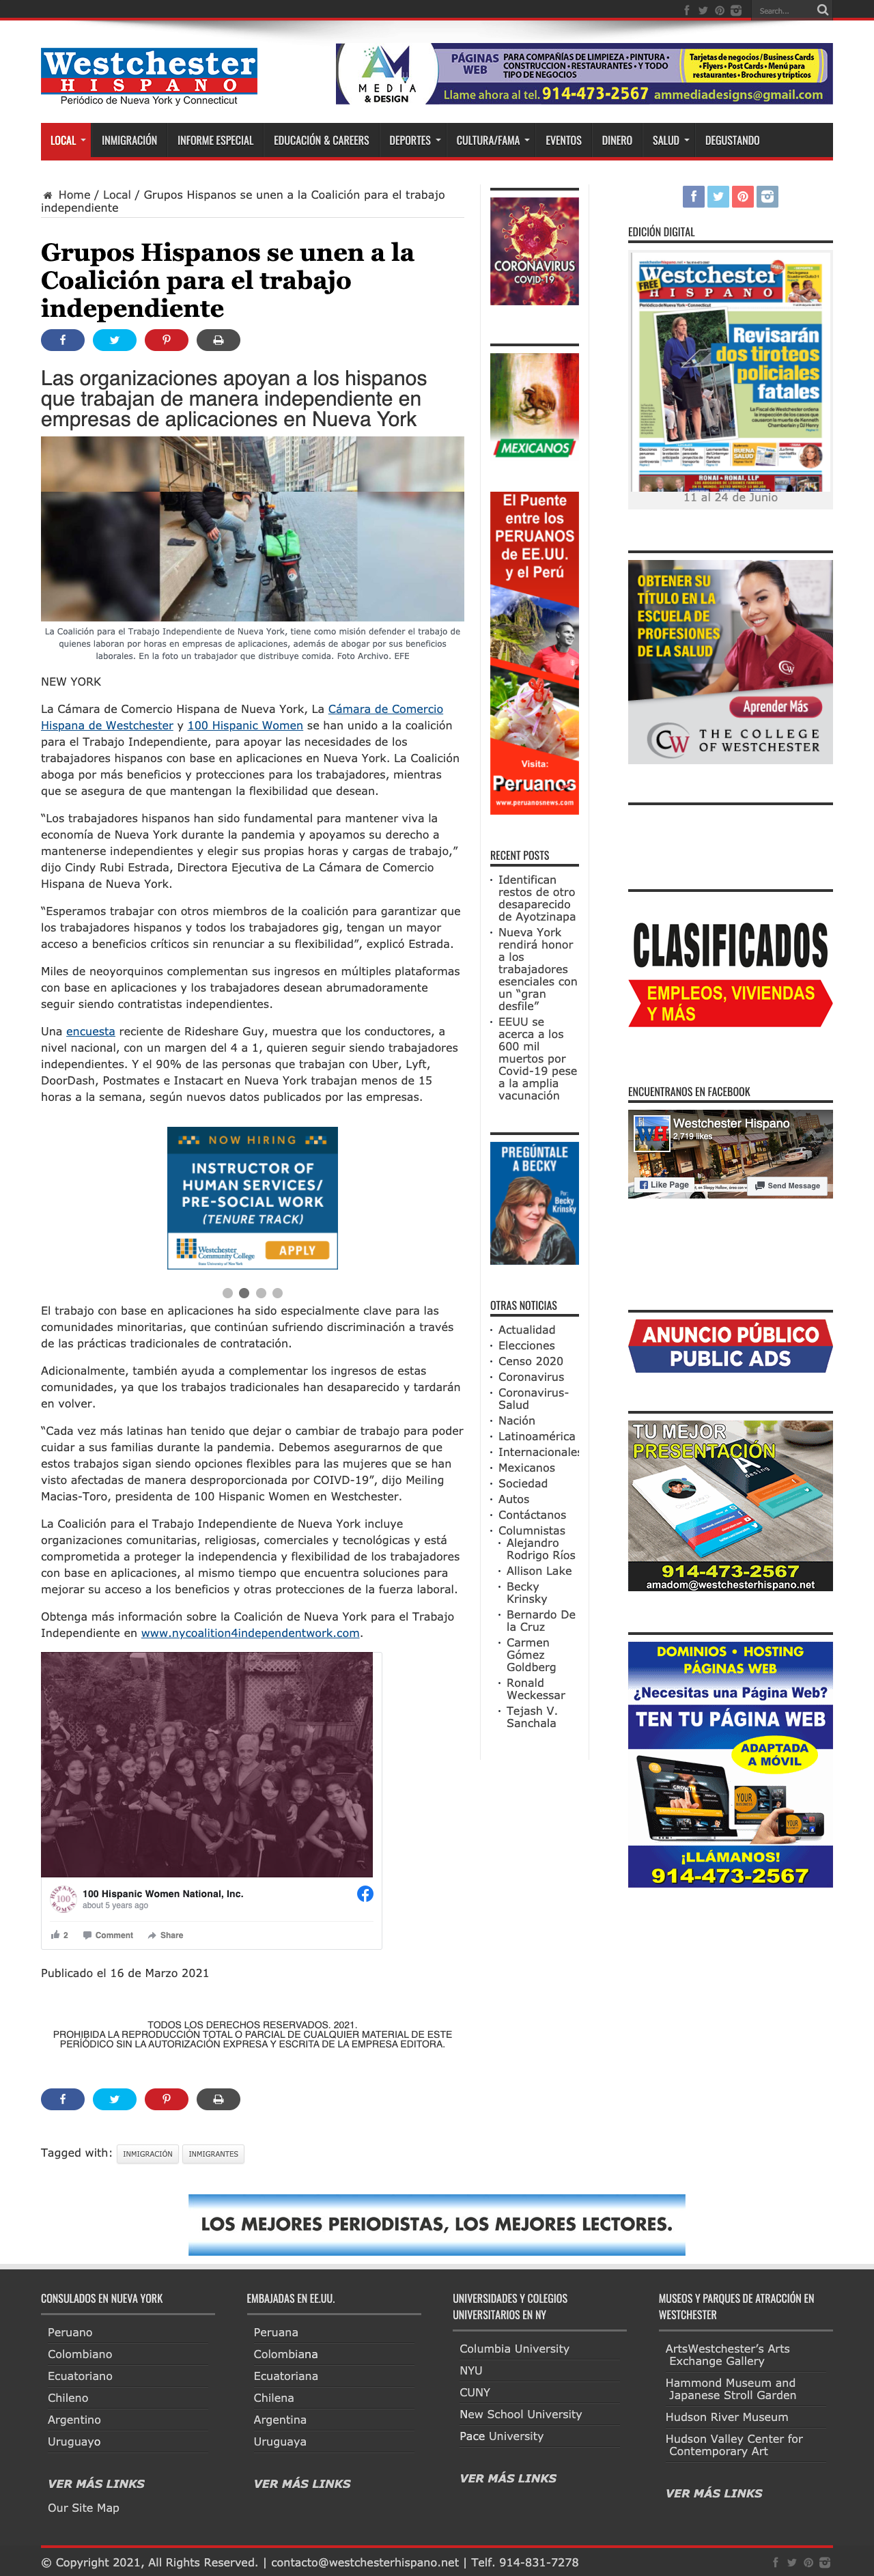 Search...
Westchester
HISPANO
Periódico de Nueva York y Connecticut
AM
MEDIA
& DESIGN
PÁGINAS
WEB
PARA COMPAÑÍAS DE LIMPIEZA • PINTURA •
CONSTRUCCION • RESTAURANTES • Y TODO
TIPO DE NEGOCIOS
Tarjetas de negocios/Business Cards
• Flyers • Post Cards • Menú para
restaurantes • Brochures y trípticos
Llame ahora al tel. 914-473-2567 ammediadesigns@gmail.com
LOCAL INMIGRACIÓN INFORME ESPECIAL EDUCACIÓN & CAREERS DEPORTES CULTURA/FAMA EVENTOS DINERO SALUD DEGUSTANDO
Home / Local / Grupos Hispanos se unen a la Coalición para el trabajo
independiente
Grupos Hispanos se unen a la
Coalición para el trabajo
independiente
Las organizaciones apoyan a los hispanos
que trabajan de manera independiente en
empresas de aplicaciones en Nueva York
La Coalición para el Trabajo Independiente de Nueva York, tiene como misión defender el trabajo de
quienes laboran por horas en empresas de aplicaciones, además de abogar por sus beneficios
laborales. En la foto un trabajador que distribuye comida. Foto Archivo. EFE
NEW YORK
La Cámara de Comercio Hispana de Nueva York, La Cámara de Comercio
Hispana de Westchester y 100 Hispanic Women se han unido a la coalición
para el Trabajo Independiente, para apoyar las necesidades de los
trabajadores hispanos con base en aplicaciones en Nueva York. La Coalición
aboga por más beneficios y protecciones para los trabajadores, mientras
que se asegura de que mantengan la flexibilidad que desean.
“Los trabajadores hispanos han sido fundamental para mantener viva la
economía de Nueva York durante la pandemia y apoyamos su derecho a
mantenerse independientes y elegir sus propias horas y cargas de trabajo,”
dijo Cindy Rubi Estrada, Directora Ejecutiva de La Cámara de Comercio
Hispana de Nueva York.
“Esperamos trabajar con otros miembros de la coalición para garantizar que
los trabajadores hispanos y todos los trabajadores gig, tengan un mayor
acceso a beneficios críticos sin renunciar a su flexibilidad”, explicó Estrada.
Miles de neoyorquinos complementan sus ingresos en múltiples plataformas
con base en aplicaciones y los trabajadores desean abrumadoramente
seguir siendo contratistas independientes.
Una encuesta reciente de Rideshare Guy, muestra que los conductores, a
nivel nacional, con un margen del 4 a 1, quieren seguir siendo trabajadores
independientes. Y el 90% de las personas que trabajan con Uber, Lyft,
DoorDash, Postmates e Instacart en Nueva York trabajan menos de 15
horas a la semana, según nuevos datos publicados por las empresas.
NOW HIRING
INSTRUCTOR OF
HUMAN SERVICES/
PRE-SOCIAL WORK
(TENURE TRACK)
Westchester
Community College
State University of New York
APPLY
El trabajo con base en aplicaciones ha sido especialmente clave para las
comunidades minoritarias, que continúan sufriendo discriminación a través
de las prácticas tradicionales de contratación.
Adicionalmente, también ayuda a complementar los ingresos de estas
comunidades, ya que los trabajos tradicionales han desaparecido y tardarán
en volver.
“Cada vez más latinas han tenido que dejar o cambiar de trabajo para poder
cuidar a sus familias durante la pandemia. Debemos asegurarnos de que
estos trabajos sigan siendo opciones flexibles para las mujeres que se han
visto afectadas de manera desproporcionada por COIVD-19”, dijo Meiling
Macias-Toro, presidenta de 100 Hispanic Women en Westchester.
La Coalición para el Trabajo Independiente de Nueva York incluye
organizaciones comunitarias, religiosas, comerciales y tecnológicas y está
comprometida a proteger la independencia y flexibilidad de los trabajadores
con base en aplicaciones, al mismo tiempo que encuentra soluciones para
mejorar su acceso a los beneficios y otras protecciones de la fuerza laboral.
Obtenga más información sobre la Coalición de Nueva York para el Trabajo
Independiente en www.nycoalition4independentwork.com.
HISPANIC
100
WOMEN
100 Hispanic Women National, Inc.
about 5 years ago
2 Comment Share
Publicado el 16 de Marzo 2021
TODOS LOS DERECHOS RESERVADOS. 2021.
PROHIBIDA LA REPRODUCCIÓN TOTAL O PARCIAL DE CUALQUIER MATERIAL DE ESTE
PERIÓDICO SIN LA AUTORIZACIÓN EXPRESA Y ESCRITA DE LA EMPRESA EDITORA.
Tagged with: INMIGRACIÓN INMIGRANTES
CORONAVIRUS
COVID-19
MEXICANOS
El Puente
entre los
PERUANOS
de EE.UU.
y el Perú
Visita:
Peruanos
www.peruanosnews.com
RECENT POSTS
Identifican
restos de otro
desaparecido
de Ayotzinapa
Nueva York
rendirá honor
a los
trabajadores
esenciales con
un “gran
desfile”
EEUU se
acerca a los
600 mil
muertos por
Covid-19 pese
a la amplia
vacunación
PREGÚNTALE
A BECKY
Por:
Becky
Krinsky
OTRAS NOTICIAS
Actualidad
Elecciones
Censo 2020
Coronavirus
Coronavirus-
Salud
Nación
Latinoamérica
Internacionales
Mexicanos
Sociedad
Autos
Contáctanos
Columnistas
Alejandro
Rodrigo Ríos
Allison Lake
Becky
Krinsky
Bernardo De
la Cruz
Carmen
Gómez
Goldberg
Ronald
Weckessar
Tejash V.
Sanchala
EDICIÓN DIGITAL
FREE
Westchester
HISPANO
Revisarán
dos tiroteos
policiales
fatales
La Fiscal de Westchester ordena
la inspección de los casos que
causaron la muerte de Kenneth
Chamberlain y DJ Henry
BUENA
SALUD
RONAI & RONAI, LLP
11 al 24 de Junio
OBTENER SU
TÍTULO EN LA
ESCUELA DE
PROFESIONES
DE LA SALUD
Aprender Más
CW THE COLLEGE
OF WESTCHESTER
CLASIFICADOS
EMPLEOS, VIVIENDAS
Y MÁS
ENCUENTRANOS EN FACEBOOK
WH
Westchester Hispano
2,719 likes
Like Page
Send Message
ANUNCIO PÚBLICO
PUBLIC ADS
TU MEJOR
PRESENTACIÓN
914-473-2567
amadom@westchesterhispano.net
DOMINIOS • HOSTING
PÁGINAS WEB
¿Necesitas una Página Web?
TEN TU PÁGINA WEB
ADAPTADA
A MÓVIL
¡LLÁMANOS!
914-473-2567
LOS MEJORES PERIODISTAS, LOS MEJORES LECTORES.
CONSULADOS EN NUEVA YORK
Peruano
Colombiano
Ecuatoriano
Chileno
Argentino
Uruguayo
VER MÁS LINKS
Our Site Map
EMBAJADAS EN EE.UU.
Peruana
Colombiana
Ecuatoriana
Chilena
Argentina
Uruguaya
VER MÁS LINKS
UNIVERSIDADES Y COLEGIOS
UNIVERSITARIOS EN NY
Columbia University
NYU
CUNY
New School University
Pace University
VER MÁS LINKS
MUSEOS Y PARQUES DE ATRACCIÓN EN
WESTCHESTER
ArtsWestchester’s Arts
Exchange Gallery
Hammond Museum and
Japanese Stroll Garden
Hudson River Museum
Hudson Valley Center for
Contemporary Art
VER MÁS LINKS
© Copyright 2021, All Rights Reserved. | contacto@westchesterhispano.net | Telf. 914-831-7278